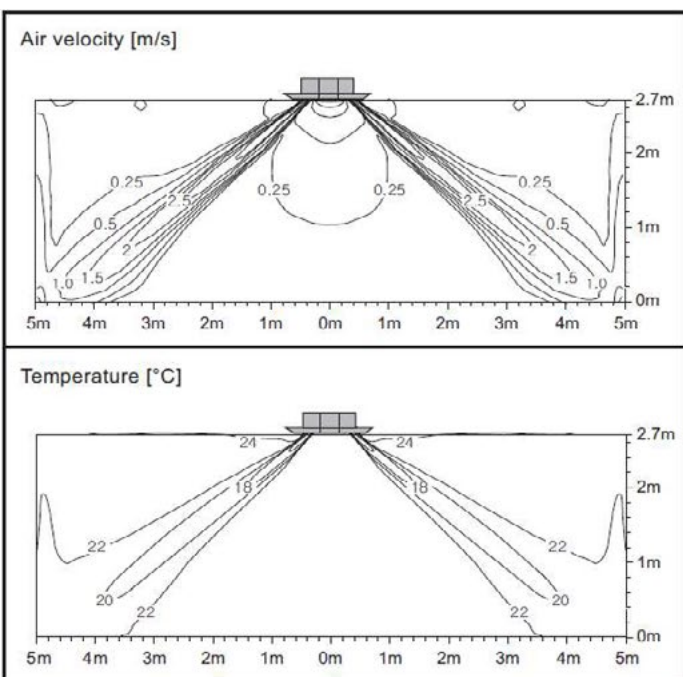 Air velocity [m/s]
2.7m
2m
0.25 0.25 0.25 0.25
2.5 2.5
0.5 0.5
1m
2 2
1.0 1.5 1.5 1.0
0m
5m 4m 3m 2m 1m 0m 1m 2m 3m 4m 5m
Temperature [°C]
2.7m
24 24
18 18
2m
22 22
1m
20 20
22 22
0m
5m 4m 3m 2m 1m 0m 1m 2m 3m 4m 5m